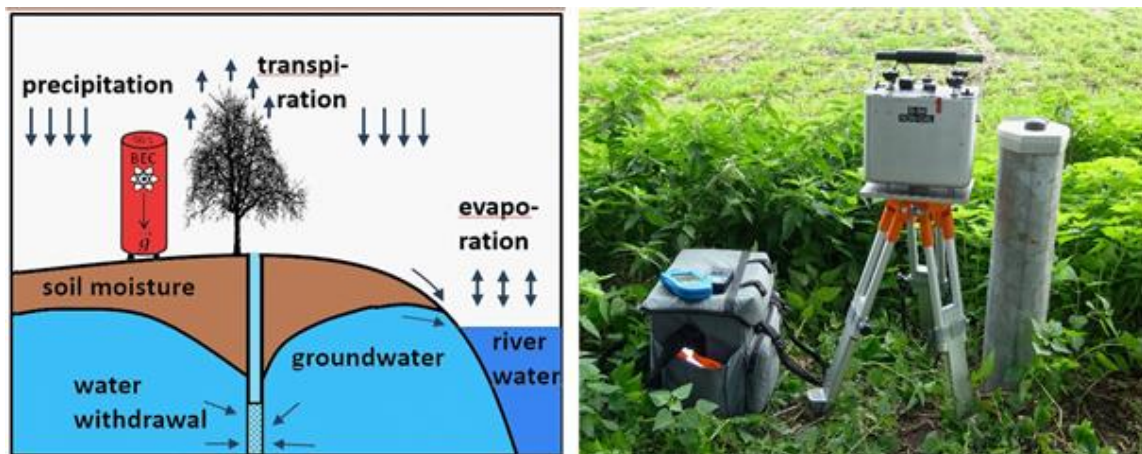 precipitation
transpi-
ration
BEC
g
evapo-
ration
soil moisture
groundwater
river
water
water
withdrawal